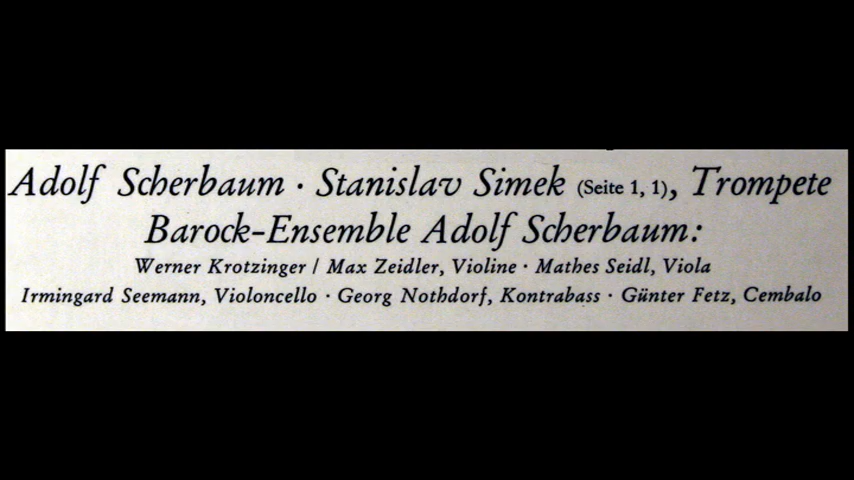 Adolf Scherbaum · Stanislav Simek (Seite 1, 1), Trompete
Barock-Ensemble Adolf Scherbaum:
Werner Krotzinger / Max Zeidler, Violine · Mathes Seidl, Viola
Irmingard Seemann, Violoncello · Georg Nothdorf, Kontrabass · Günter Fetz, Cembalo